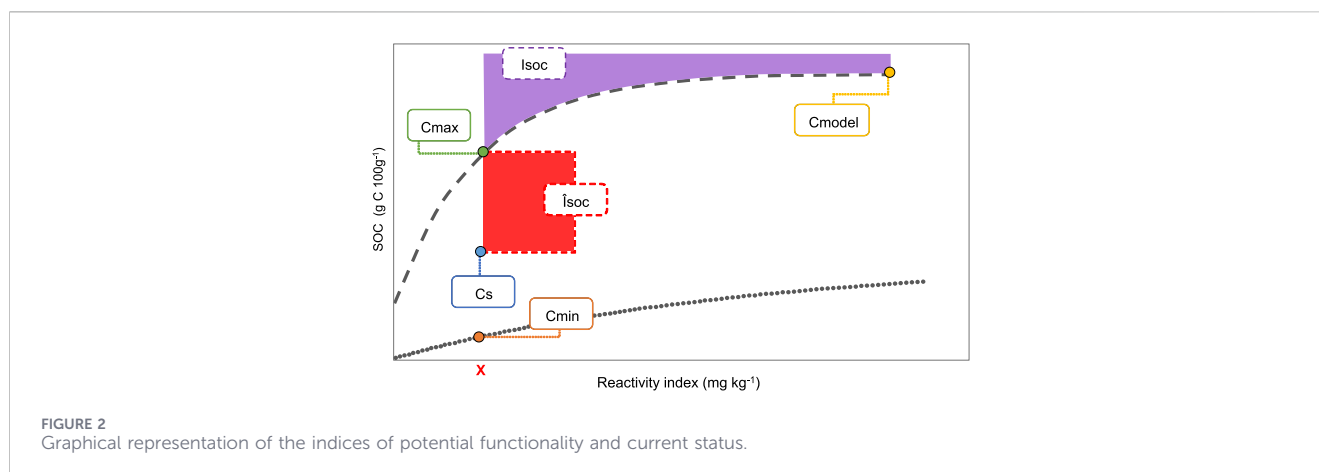 Isoc
Cmax
Cmodel
SOC (g C 100g-1)
Îsoc
Cs
Cmin
X
Reactivity index (mg kg-1)
FIGURE 2
Graphical representation of the indices of potential functionality and current status.